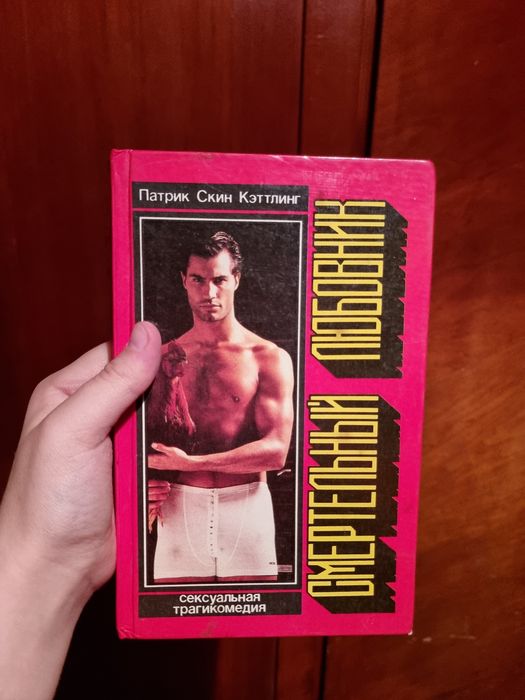 Патрик Скин Кэттлинг
СМЕРТЕЛЬНЫЙ ЛЮБОВНИК
сексуальная
трагикомедия